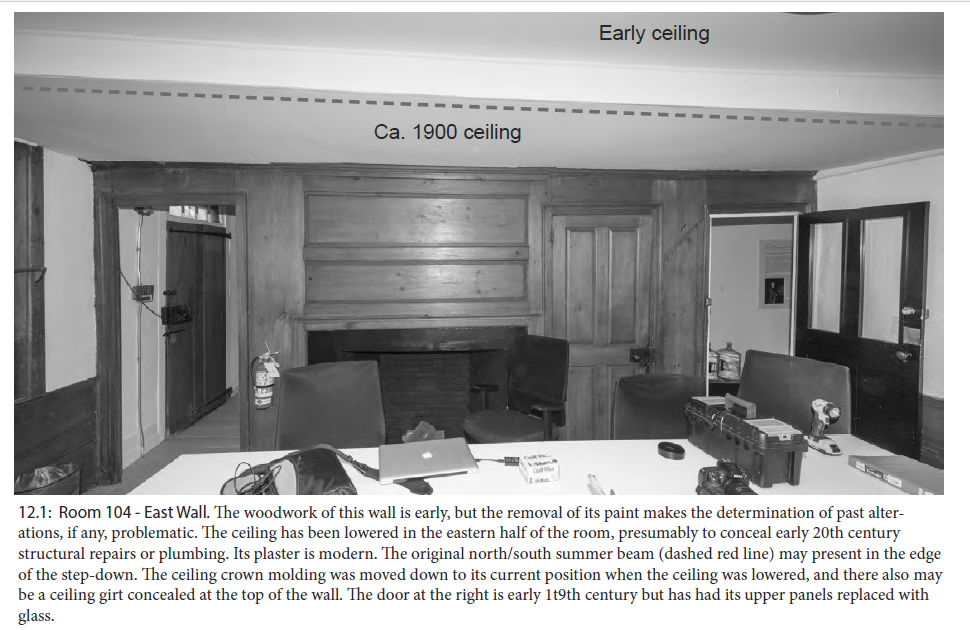 Early ceiling
Ca. 1900 ceiling
12.1: Room 104 - East Wall. The woodwork of this wall is early, but the removal of its paint makes the determination of past alter-
ations, if any, problematic. The ceiling has been lowered in the eastern half of the room, presumably to conceal early 20th century
structural repairs or plumbing. Its plaster is modern. The original north/south summer beam (dashed red line) may present in the edge
of the step-down. The ceiling crown molding was moved down to its current position when the ceiling was lowered, and there also may
be a ceiling girt concealed at the top of the wall. The door at the right is early 1t9th century but has had its upper panels replaced with
glass.